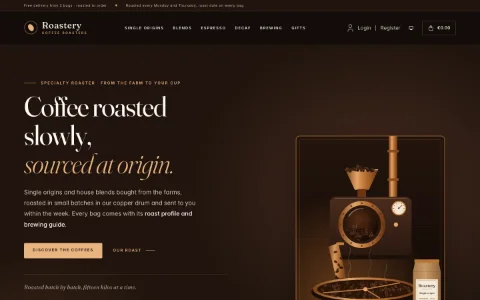 Free delivery from 2 bags · roasted to order
Roasted every Monday and Thursday, your coffee on every bag
Roastery
COFFEE ROASTERS
SINGLE ORIGINS BLENDS ESPRESSO DECAF BREWING GIFTS
Login | Register
€0.00
SPECIALTY ROASTER · FROM THE FARM TO YOUR CUP
Coffee roasted
slowly,
sourced at origin.
Single origins and house blends bought from the farms,
roasted in small batches in our copper drum and sent to you
within the week. Every bag comes with its roast profile and
brewing guide.
DISCOVER THE COFFEES
OUR ROAST
Roasted batch by batch, fifteen kilos at a time.
Roastery